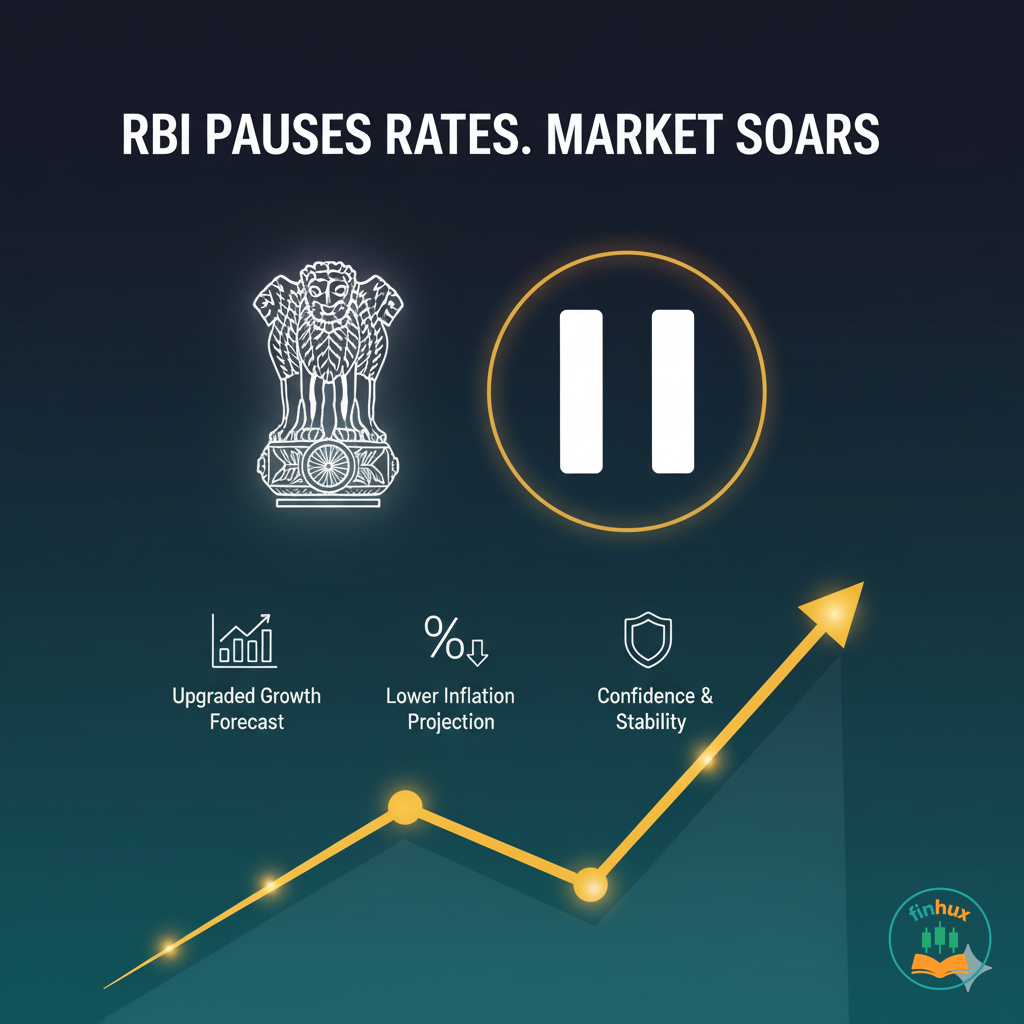 RBI PAUSES RATES. MARKET SOARS
Upgraded Growth
Forecast
%
Lower Inflation
Projection
Confidence &
Stability
finhux